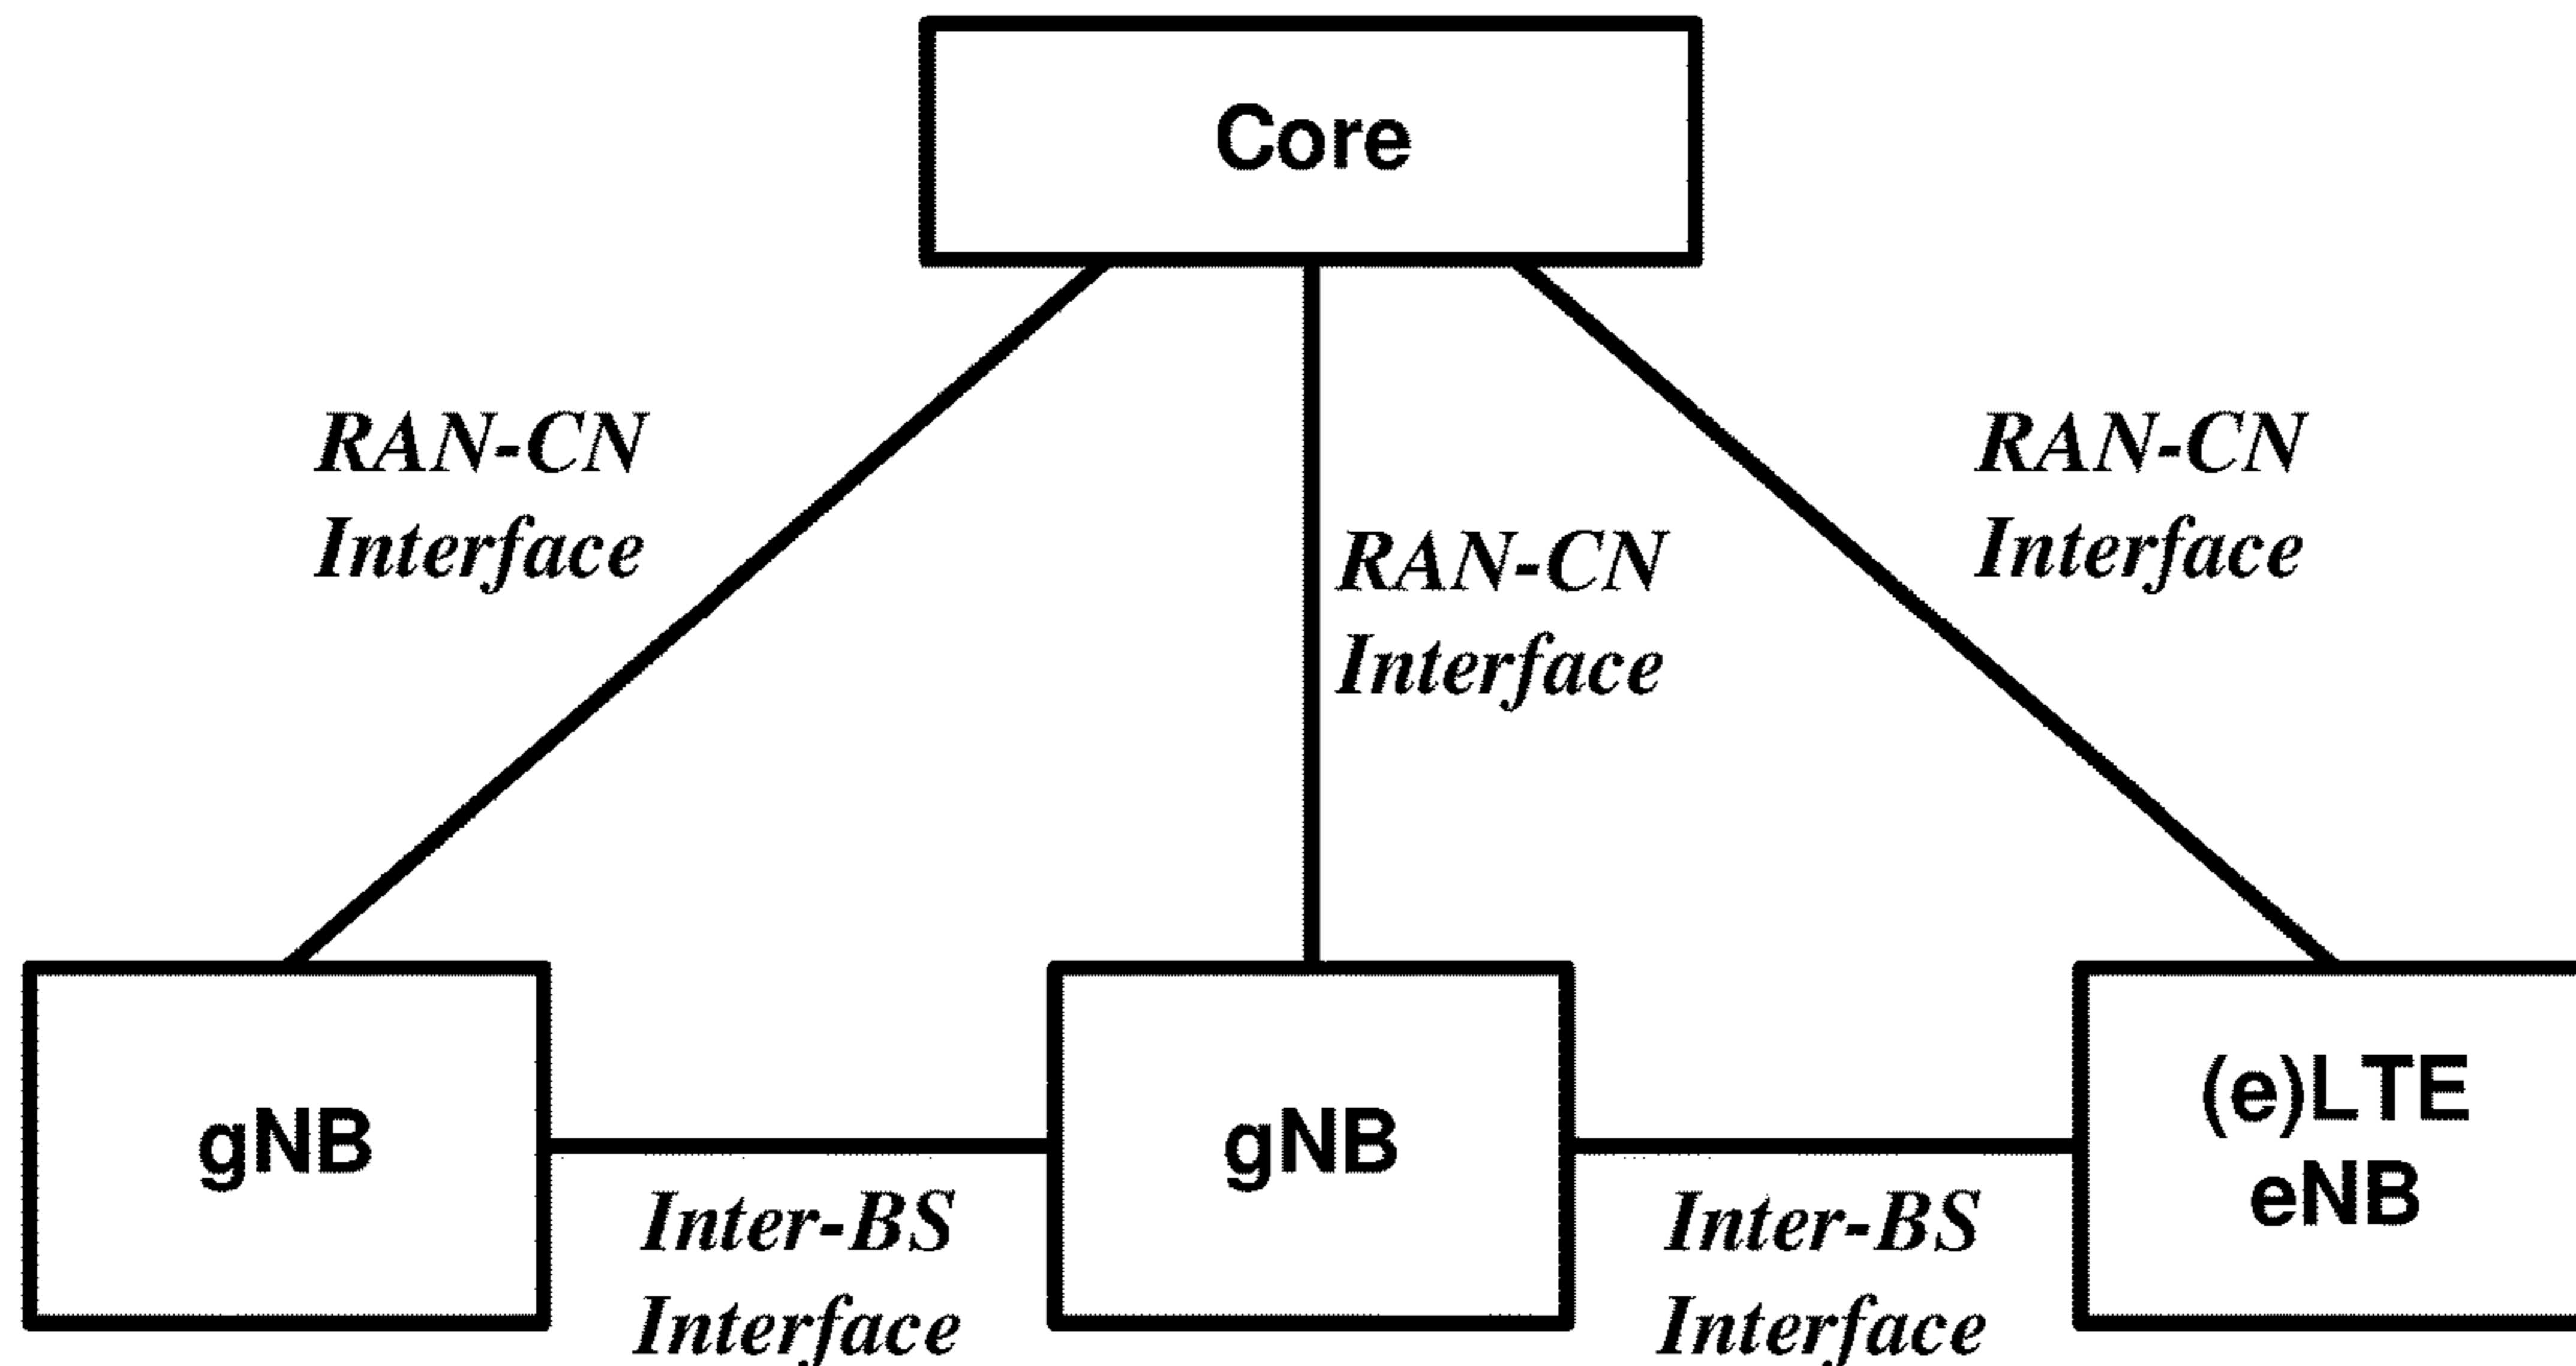 Core
RAN-CN
Interface
RAN-CN
Interface
RAN-CN
Interface
gNB
Inter-BS
Interface
gNB
Inter-BS
Interface
(e)LTE
eNB